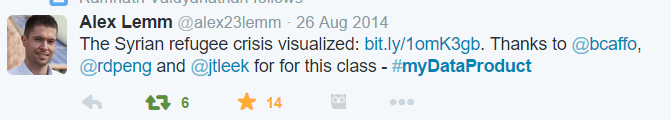 Ramnath Vaidyanathan follows
Alex Lemm @alex23lemm · 26 Aug 2014
The Syrian refugee crisis visualized: bit.ly/1omK3gb. Thanks to @bcaffo,
@rdpeng and @jtleek for for this class - #myDataProduct
6 14